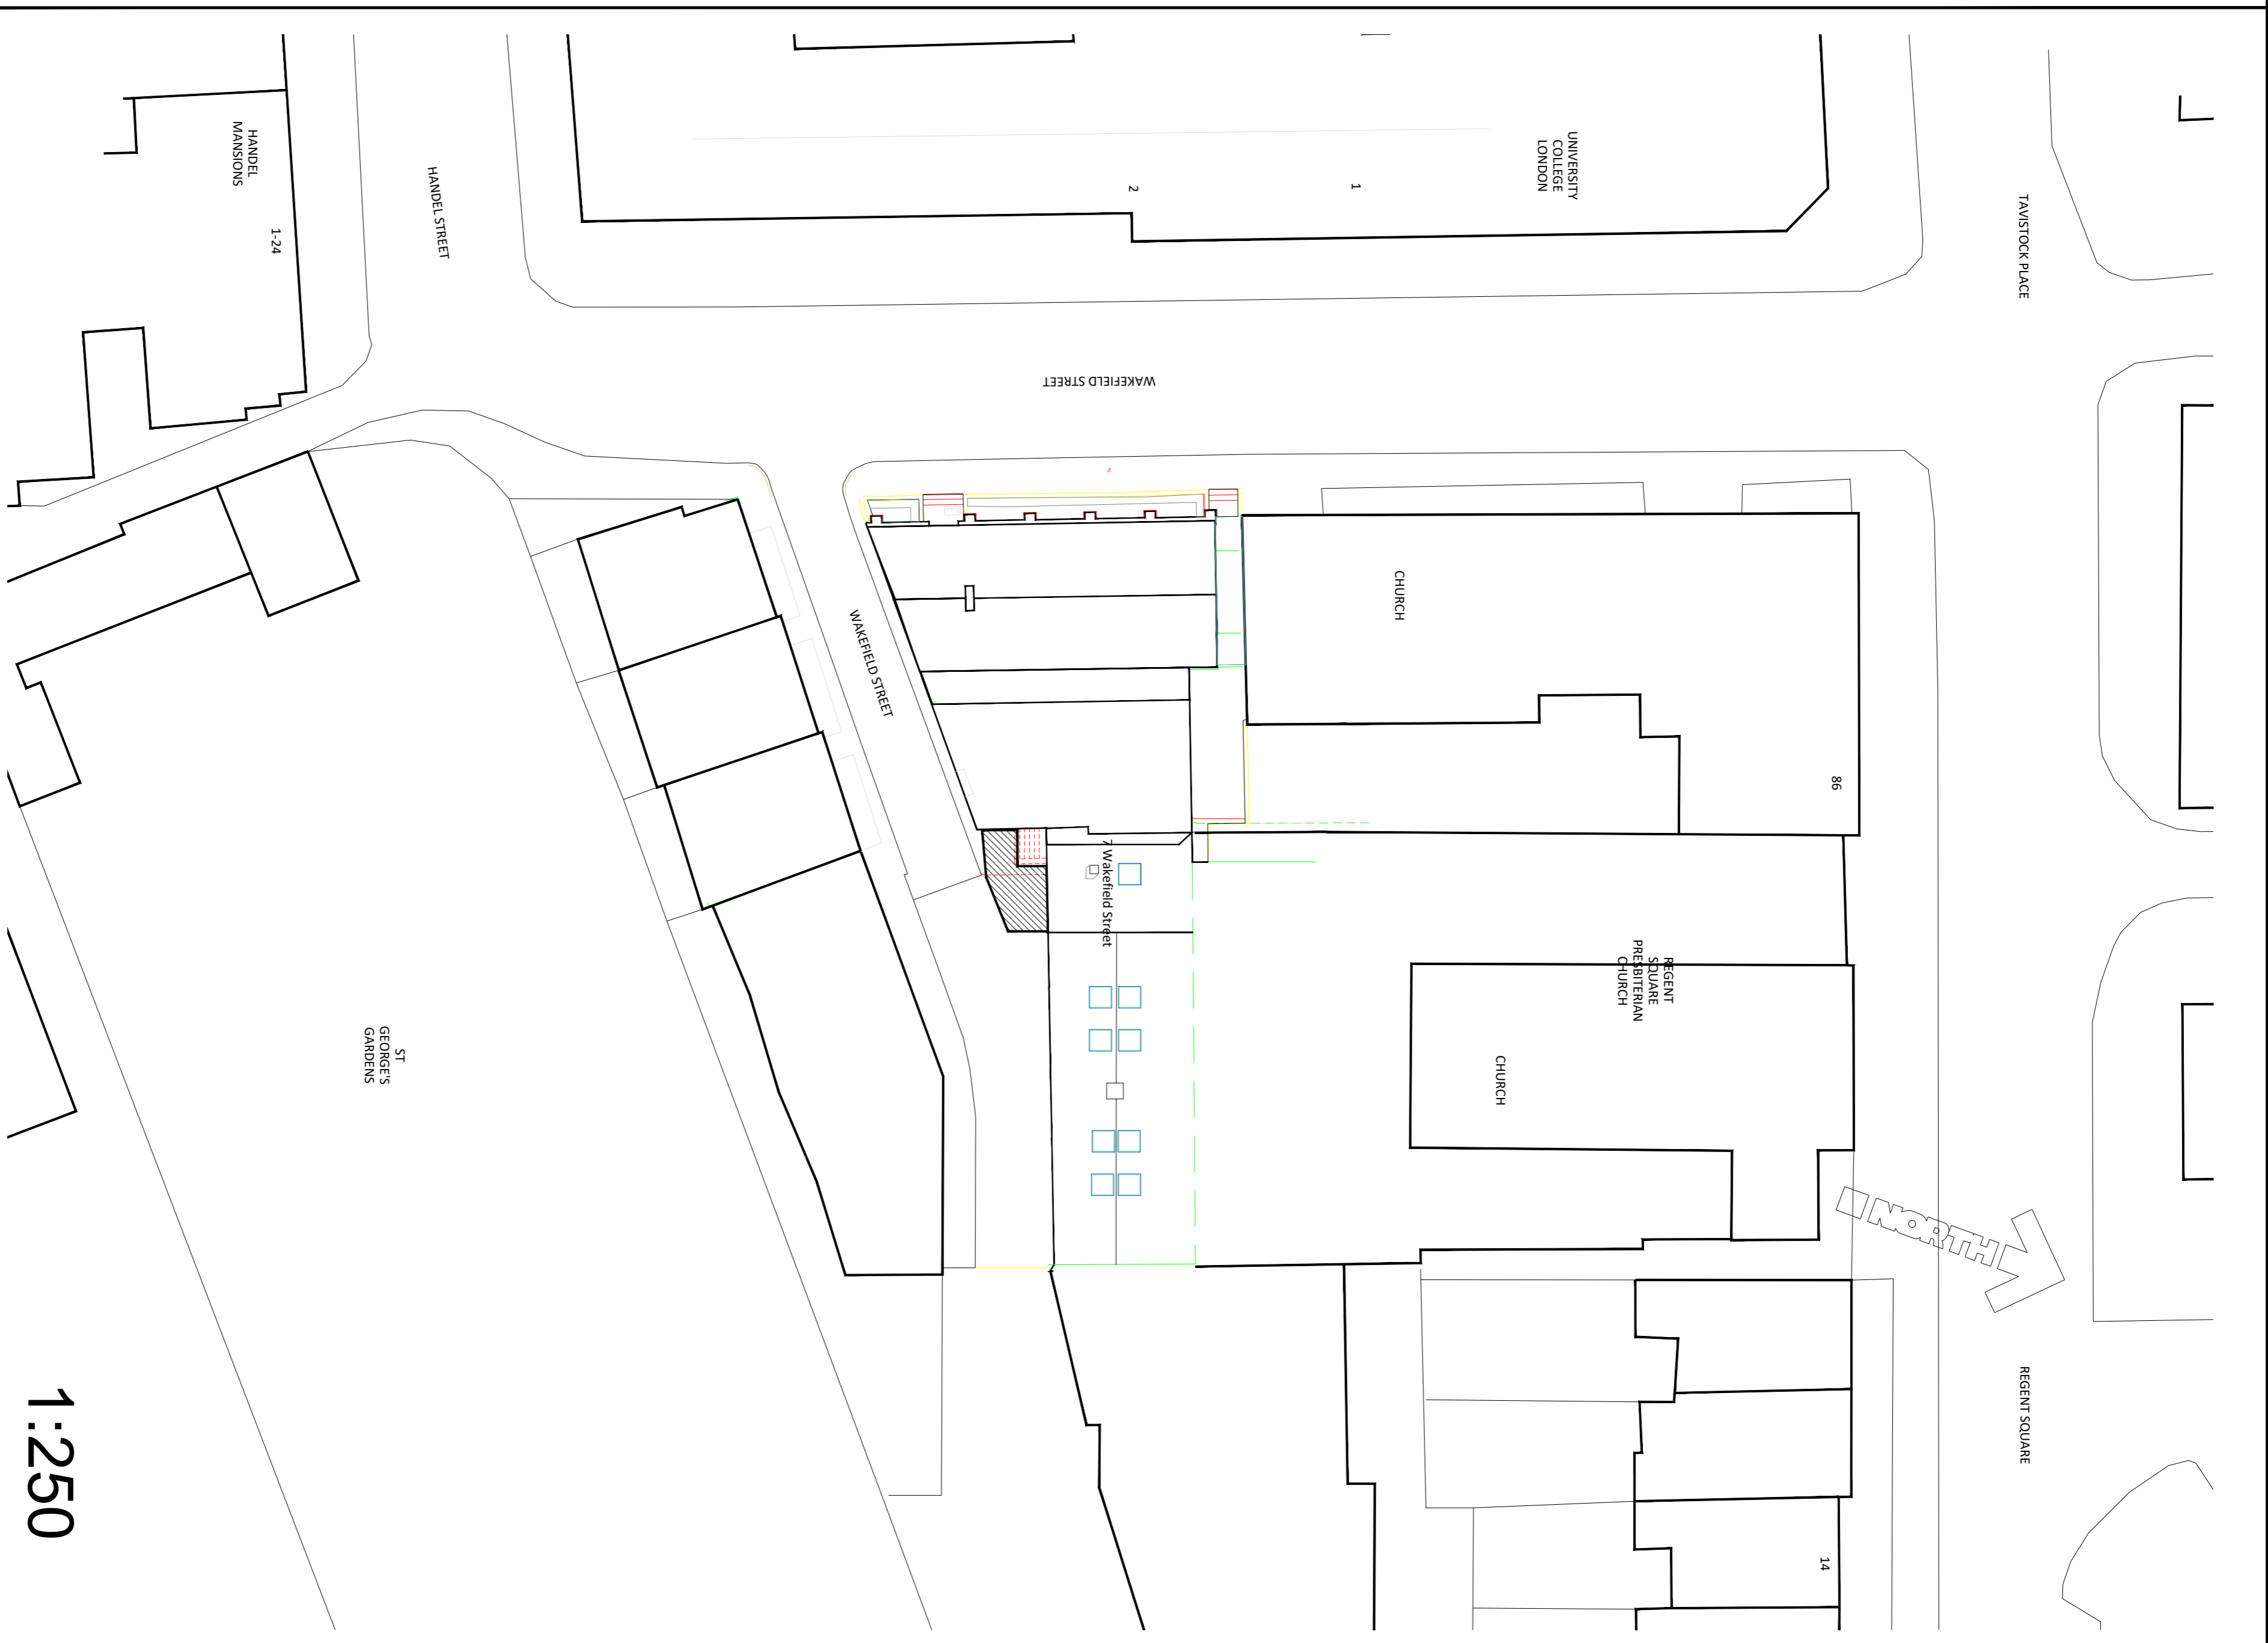 HANDEL
MANSIONS
1-24
HANDEL STREET
2
1
UNIVERSITY
COLLEGE
LONDON
TAVISTOCK PLACE
WAKEFIELD STREET
WAKEFIELD STREET
CHURCH
86
7 Wakefield Street
REGENT
SQUARE
PRESBITERIAN
CHURCH
CHURCH
ST
GEORGE'S
GARDENS
NORTH
REGENT SQUARE
14
1:250